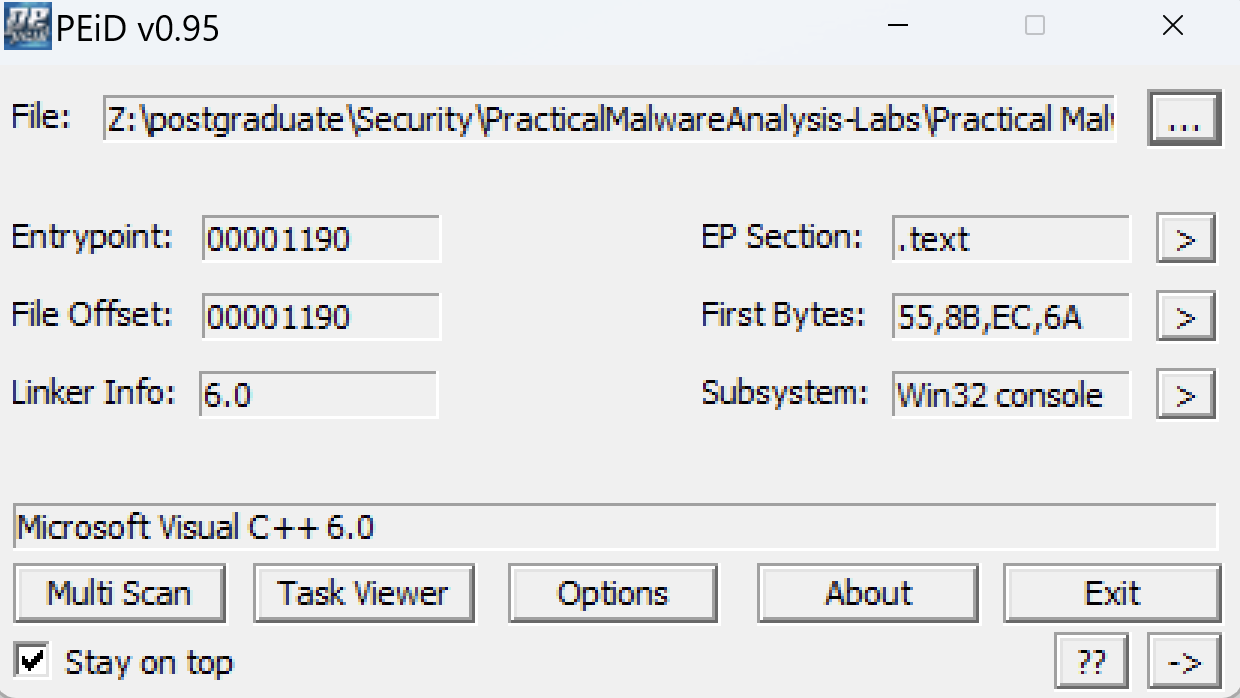 PEiD v0.95
File: Z:\postgraduate\Security\PracticalMalwareAnalysis-Labs\Practical
...
Entrypoint: 00001190 EP Section: .text >
File Offset: 00001190 First Bytes: 55,8B,EC,6A >
Linker Info: 6.0 Subsystem: Win32 console >
Microsoft Visual C++ 6.0
Multi Scan Task Viewer Options About Exit
Stay on top ?? ->